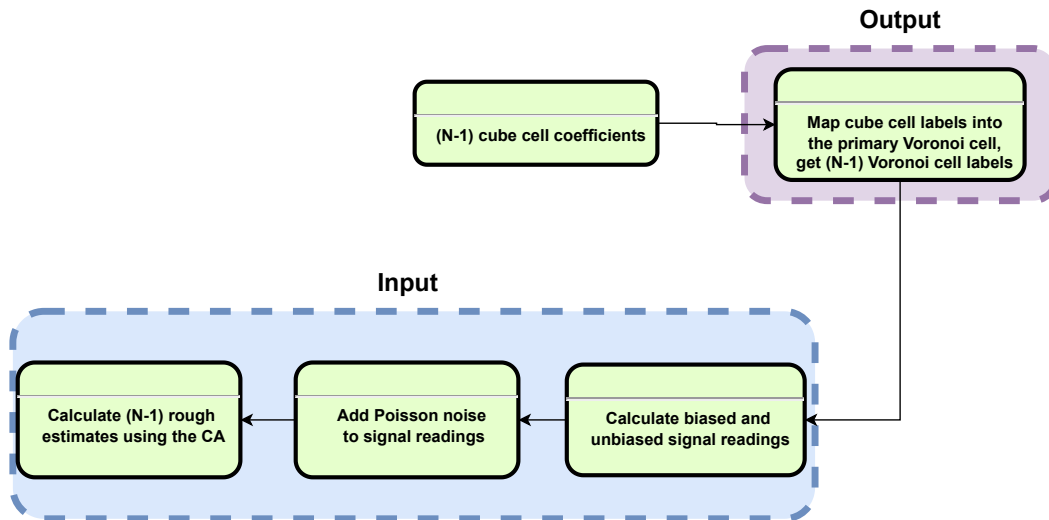 Output
(N-1) cube cell coefficients
Map cube cell labels into
the primary Voronoi cell,
get (N-1) Voronoi cell labels
Input
Calculate (N-1) rough
estimates using the CA
Add Poisson noise
to signal readings
Calculate biased and
unbiased signal readings